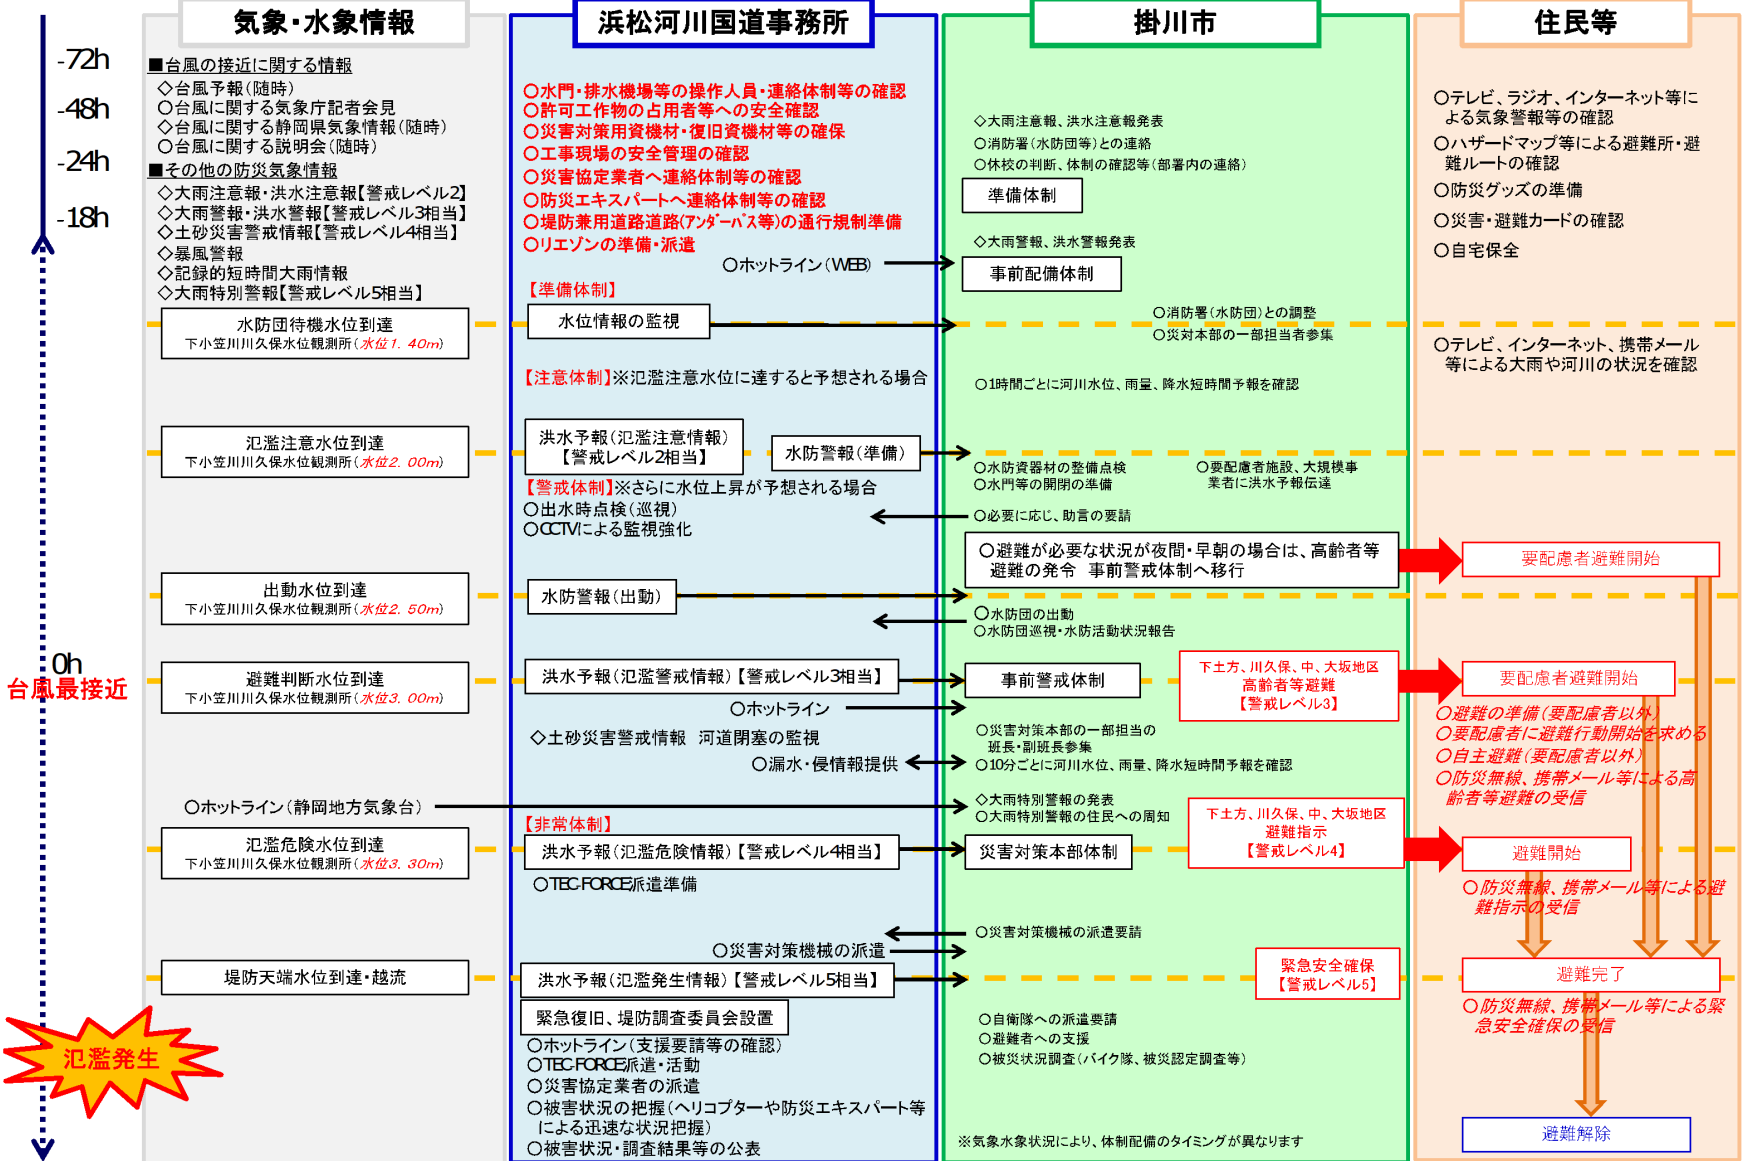 気象・水象情報
浜松河川国道事務所
掛川市
住民等
-72h
-48h
-24h
-18h
0h
台風最接近
氾濫発生
■台風の接近に関する情報
◇台風予報(随時)
○台風に関する気象庁記者会見
◇台風に関する静岡県気象情報(随時)
○台風に関する説明会(随時)
■その他の防災気象情報
◇大雨注意報・洪水注意報【警戒レベル2】
◇大雨警報・洪水警報【警戒レベル3相当】
◇土砂災害警戒情報【警戒レベル4相当】
◇暴風警報
◇記録的短時間大雨情報
◇大雨特別警報【警戒レベル5相当】
水防団待機水位到達
下小笠川川久保水位観測所(水位1.40m)
氾濫注意水位到達
下小笠川川久保水位観測所(水位2.00m)
出動水位到達
下小笠川川久保水位観測所(水位2.50m)
避難判断水位到達
下小笠川川久保水位観測所(水位3.00m)
○ホットライン(静岡地方気象台)
氾濫危険水位到達
下小笠川川久保水位観測所(水位3.30m)
堤防天端水位到達・越流
○水門・排水機場等の操作人員・連絡体制等の確認
○許可工作物の占用者等への安全確認
○災害対策用資機材・復旧資機材等の確保
○工事現場の安全管理の確認
○災害協定業者へ連絡体制等の確認
○防災エキスパートへ連絡体制等の確認
○堤防兼用道路道路(アンダーパス等)の通行規制準備
○リエゾンの準備・派遣
○ホットライン(WEB)
【準備体制】
水位情報の監視
【注意体制】※氾濫注意水位に達すると予想される場合
洪水予報(氾濫注意情報)
【警戒レベル2相当】
水防警報(準備)
【警戒体制】※さらに水位上昇が予想される場合
○出水時点検(巡視)
○CCTVによる監視強化
水防警報(出動)
洪水予報(氾濫警戒情報)【警戒レベル3相当】
○ホットライン
◇土砂災害警戒情報　河道閉塞の監視
○漏水・侵情報提供
【非常体制】
洪水予報(氾濫危険情報)【警戒レベル4相当】
○TEC-FORCE派遣準備
○災害対策機械の派遣
洪水予報(氾濫発生情報)【警戒レベル5相当】
緊急復旧、堤防調査委員会設置
○ホットライン(支援要請等の確認)
○TEC-FORCE派遣・活動
○災害協定業者の派遣
○被害状況の把握(ヘリコプターや防災エキスパート等
による迅速な状況把握)
○被害状況・調査結果等の公表
◇大雨注意報、洪水注意報発表
○消防署(水防団等)との連絡
○休校の判断、体制の確認等(部署内の連絡)
準備体制
◇大雨警報、洪水警報発表
事前配備体制
○消防署(水防団)との調整
○災対本部の一部担当者参集
○1時間ごとに河川水位、雨量、降水短時間予報を確認
○水防資器材の整備点検
○水門等の開閉の準備
○要配慮者施設、大規模事
業者に洪水予報伝達
○必要に応じ、助言の要請
○避難が必要な状況が夜間・早朝の場合は、高齢者等
避難の発令　事前警戒体制へ移行
○水防団の出動
○水防団巡視・水防活動状況報告
事前警戒体制
下土方、川久保、中、大坂地区
高齢者等避難
【警戒レベル3】
○災害対策本部の一部担当の
班長・副班長参集
○10分ごとに河川水位、雨量、降水短時間予報を確認
◇大雨特別警報の発表
○大雨特別警報の住民への周知
下土方、川久保、中、大坂地区
避難指示
【警戒レベル4】
災害対策本部体制
○災害対策機械の派遣要請
緊急安全確保
【警戒レベル5】
○自衛隊への派遣要請
○避難者への支援
○被災状況調査(バイク隊、被災認定調査等)
※気象水象状況により、体制配備のタイミングが異なります
○テレビ、ラジオ、インターネット等に
よる気象警報等の確認
○ハザードマップ等による避難所・避
難ルートの確認
○防災グッズの準備
○災害・避難カードの確認
○自宅保全
○テレビ、インターネット、携帯メール
等による大雨や河川の状況を確認
要配慮者避難開始
要配慮者避難開始
○避難の準備(要配慮者以外)
○要配慮者に避難行動開始を求める
○自主避難(要配慮者以外)
○防災無線、携帯メール等による高
齢者等避難の受信
避難開始
○防災無線、携帯メール等による避
難指示の受信
避難完了
○防災無線、携帯メール等による緊
急安全確保の受信
避難解除